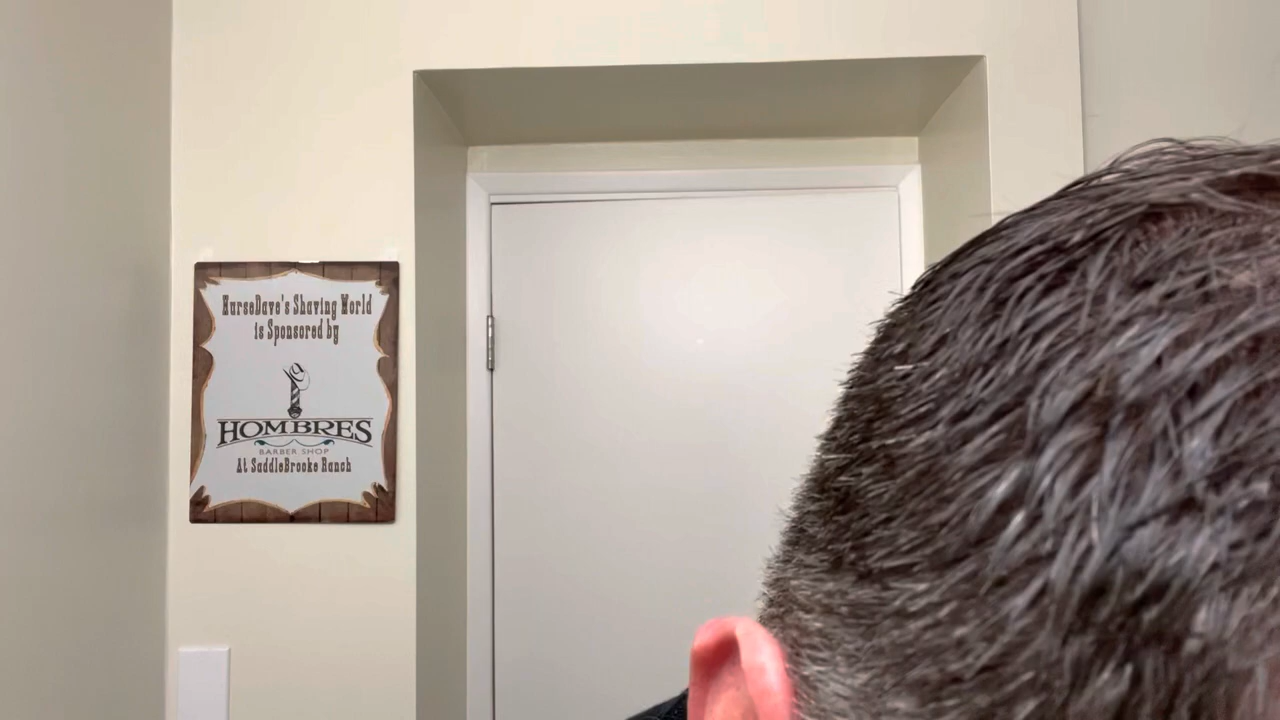 NurseDave's Shaving World
is Sponsored by
HOMBRES
BARBER SHOP
At SaddleBrooke Ranch